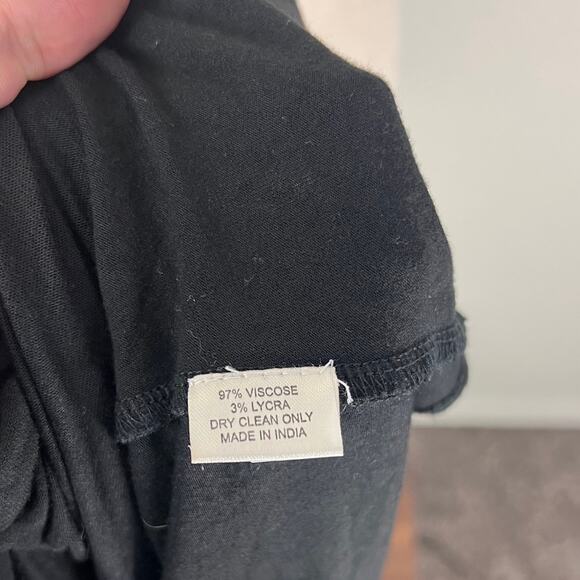 97% VISCOSE
3% LYCRA
DRY CLEAN ONLY
MADE IN INDIA